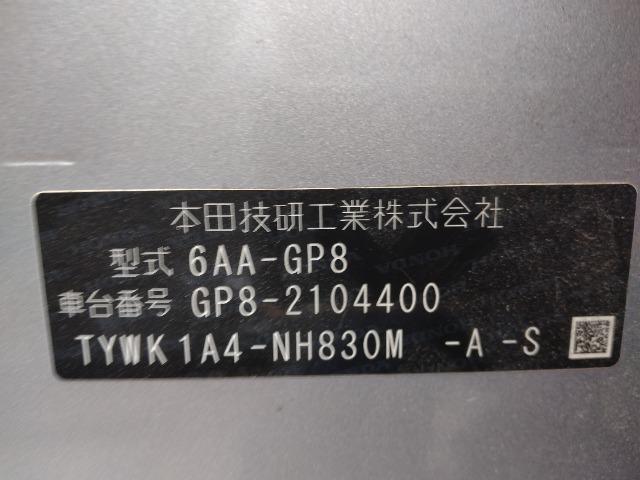 本田技研工業株式会社
型式 6AA-GP8
車台番号 GP8-2104400
TYWK1A4-NH830M -A -S